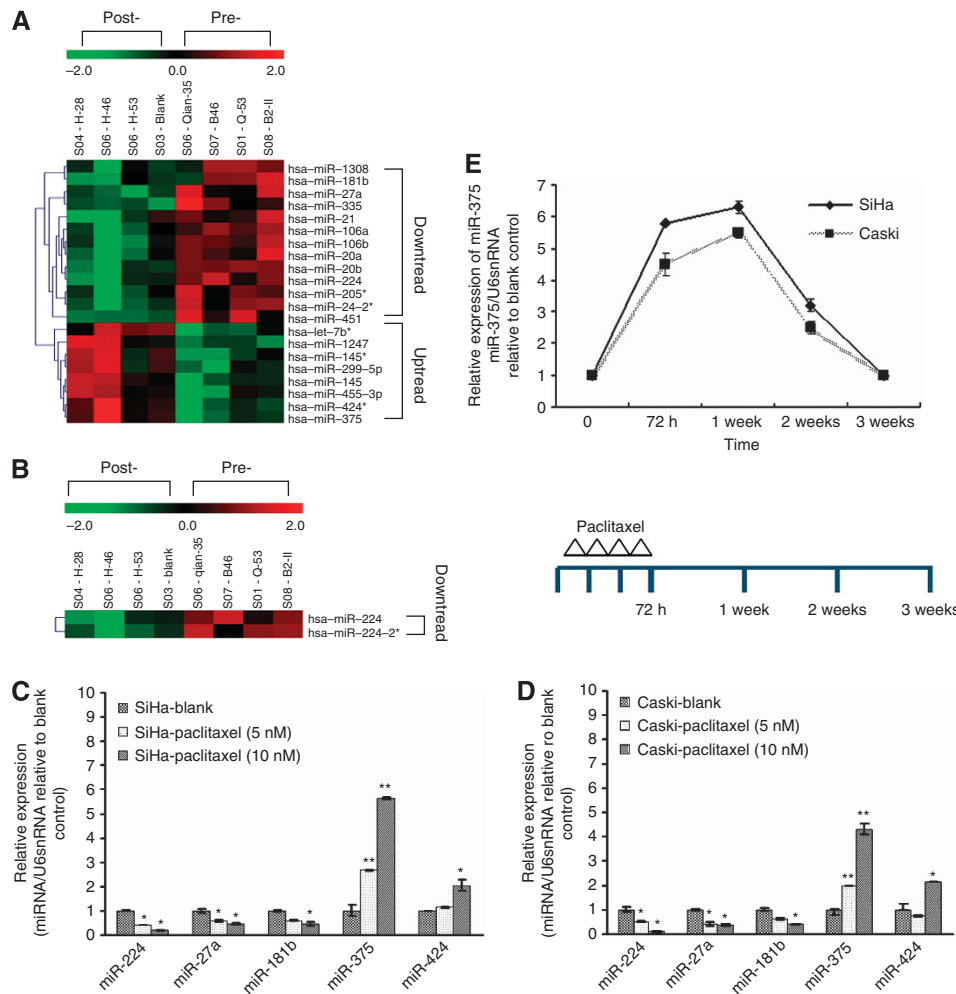 A
Post-
Pre-
–2.0
0.0
2.0
S04 - H-28
S06 - H-46
S06 - H-53
S03 - Blank
S06 - Qian-35
S07 - B46
S01 - Q-53
S08 - B2-II
hsa–miR–1308
hsa–miR–181b
hsa–miR–27a
hsa–miR–335
hsa–miR–21
hsa–miR–106a
hsa–miR–106b
hsa–miR–20a
hsa–miR–20b
hsa–miR–224
hsa–miR–205*
hsa–miR–24–2*
hsa–miR–451
hsa–let–7b*
hsa–miR–1247
hsa–miR–145*
hsa–miR–299–5p
hsa–miR–145
hsa–miR–455–3p
hsa–miR–424*
hsa–miR–375
Downtread
Uptread
B
Post-
Pre-
–2.0
0.0
2.0
S04 - H-28
S06 - H-46
S06 - H-53
S03 - blank
S06 - qian-35
S07 - B46
S01 - Q-53
S08 - B2-II
hsa–miR–224
hsa–miR–224–2*
Downtread
C
Relative expression
(miRNA/U6snRNA relative to blank
control)
10
9
8
7
6
5
4
3
2
1
0
SiHa-blank
SiHa-paclitaxel (5 nM)
SiHa-paclitaxel (10 nM)
* * * * * ** ** *
miR-224
miR-27a
miR-181b
miR-375
miR-424
D
Relative expression
(miRNA/U6snRNA relative ro blank
control)
10
9
8
7
6
5
4
3
2
1
0
Caski-blank
Caski-paclitaxel (5 nM)
Caski-paclitaxel (10 nM)
* * * * * ** ** *
miR-224
miR-27a
miR-181b
miR-375
miR-424
E
Relative expression of miR-375
miR-375/U6snRNA
relative to blank control
7
6
5
4
3
2
1
0
SiHa
Caski
0
72 h
1 week
2 weeks
3 weeks
Time
Paclitaxel
72 h
1 week
2 weeks
3 weeks